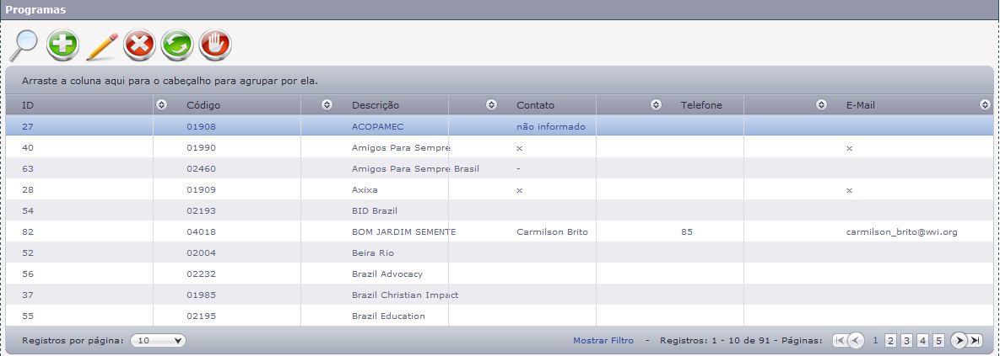 Programas
Arraste a coluna aqui para o cabeçalho para agrupar por ela.
ID Código Descrição Contato Telefone E-Mail
27 01908 ACOPAMEC não informado
40 01990 Amigos Para Sempre x x
63 02460 Amigos Para Sempre Brasil -
28 01909 Axixa x x
54 02193 BID Brazil
82 04018 BOM JARDIM SEMENTE Carmilson Brito 85 carmilson_brito@wvi.org
52 02004 Beira Rio
56 02232 Brazil Advocacy
37 01985 Brazil Christian Impact
55 02195 Brazil Education
Registros por página: 10 Mostrar Filtro - Registros: 1 - 10 de 91 - Páginas: 1 2 3 4 5